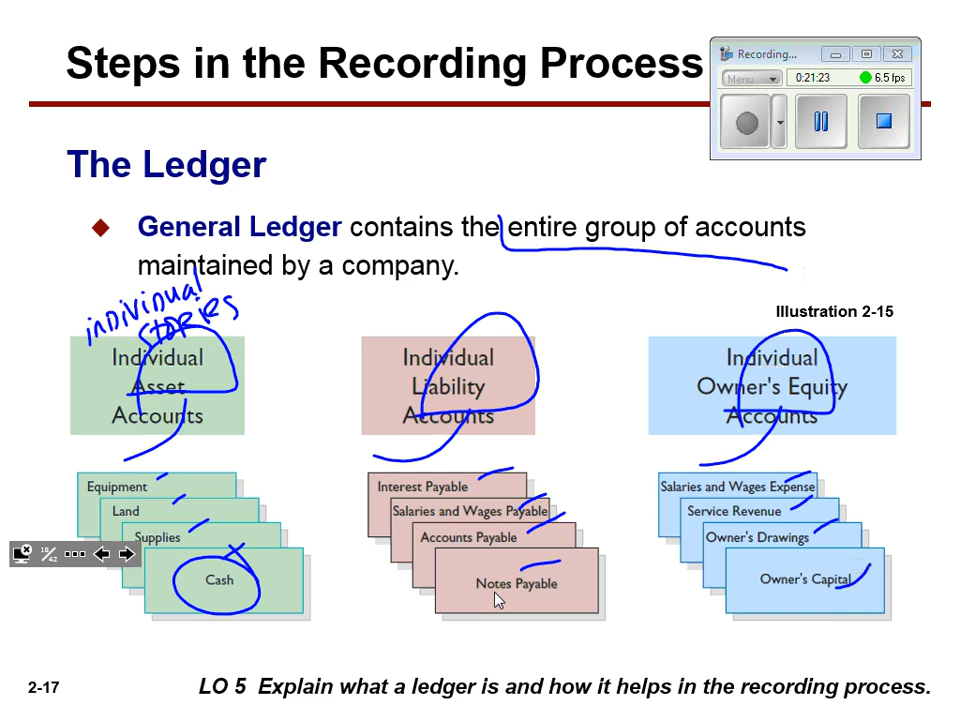 Steps in the Recording Process
Recording...
Menu
0:21:23
6.5 fps
The Ledger
General Ledger contains the entire group of accounts
maintained by a company.
individual
stories
Illustration 2-15
Individual
Asset
Accounts
Individual
Liability
Accounts
Individual
Owner's Equity
Accounts
Equipment
Land
Supplies
Cash
Interest Payable
Salaries and Wages Payable
Accounts Payable
Notes Payable
Salaries and Wages Expense
Service Revenue
Owner's Drawings
Owner's Capital
18/42
2-17
LO 5 Explain what a ledger is and how it helps in the recording process.